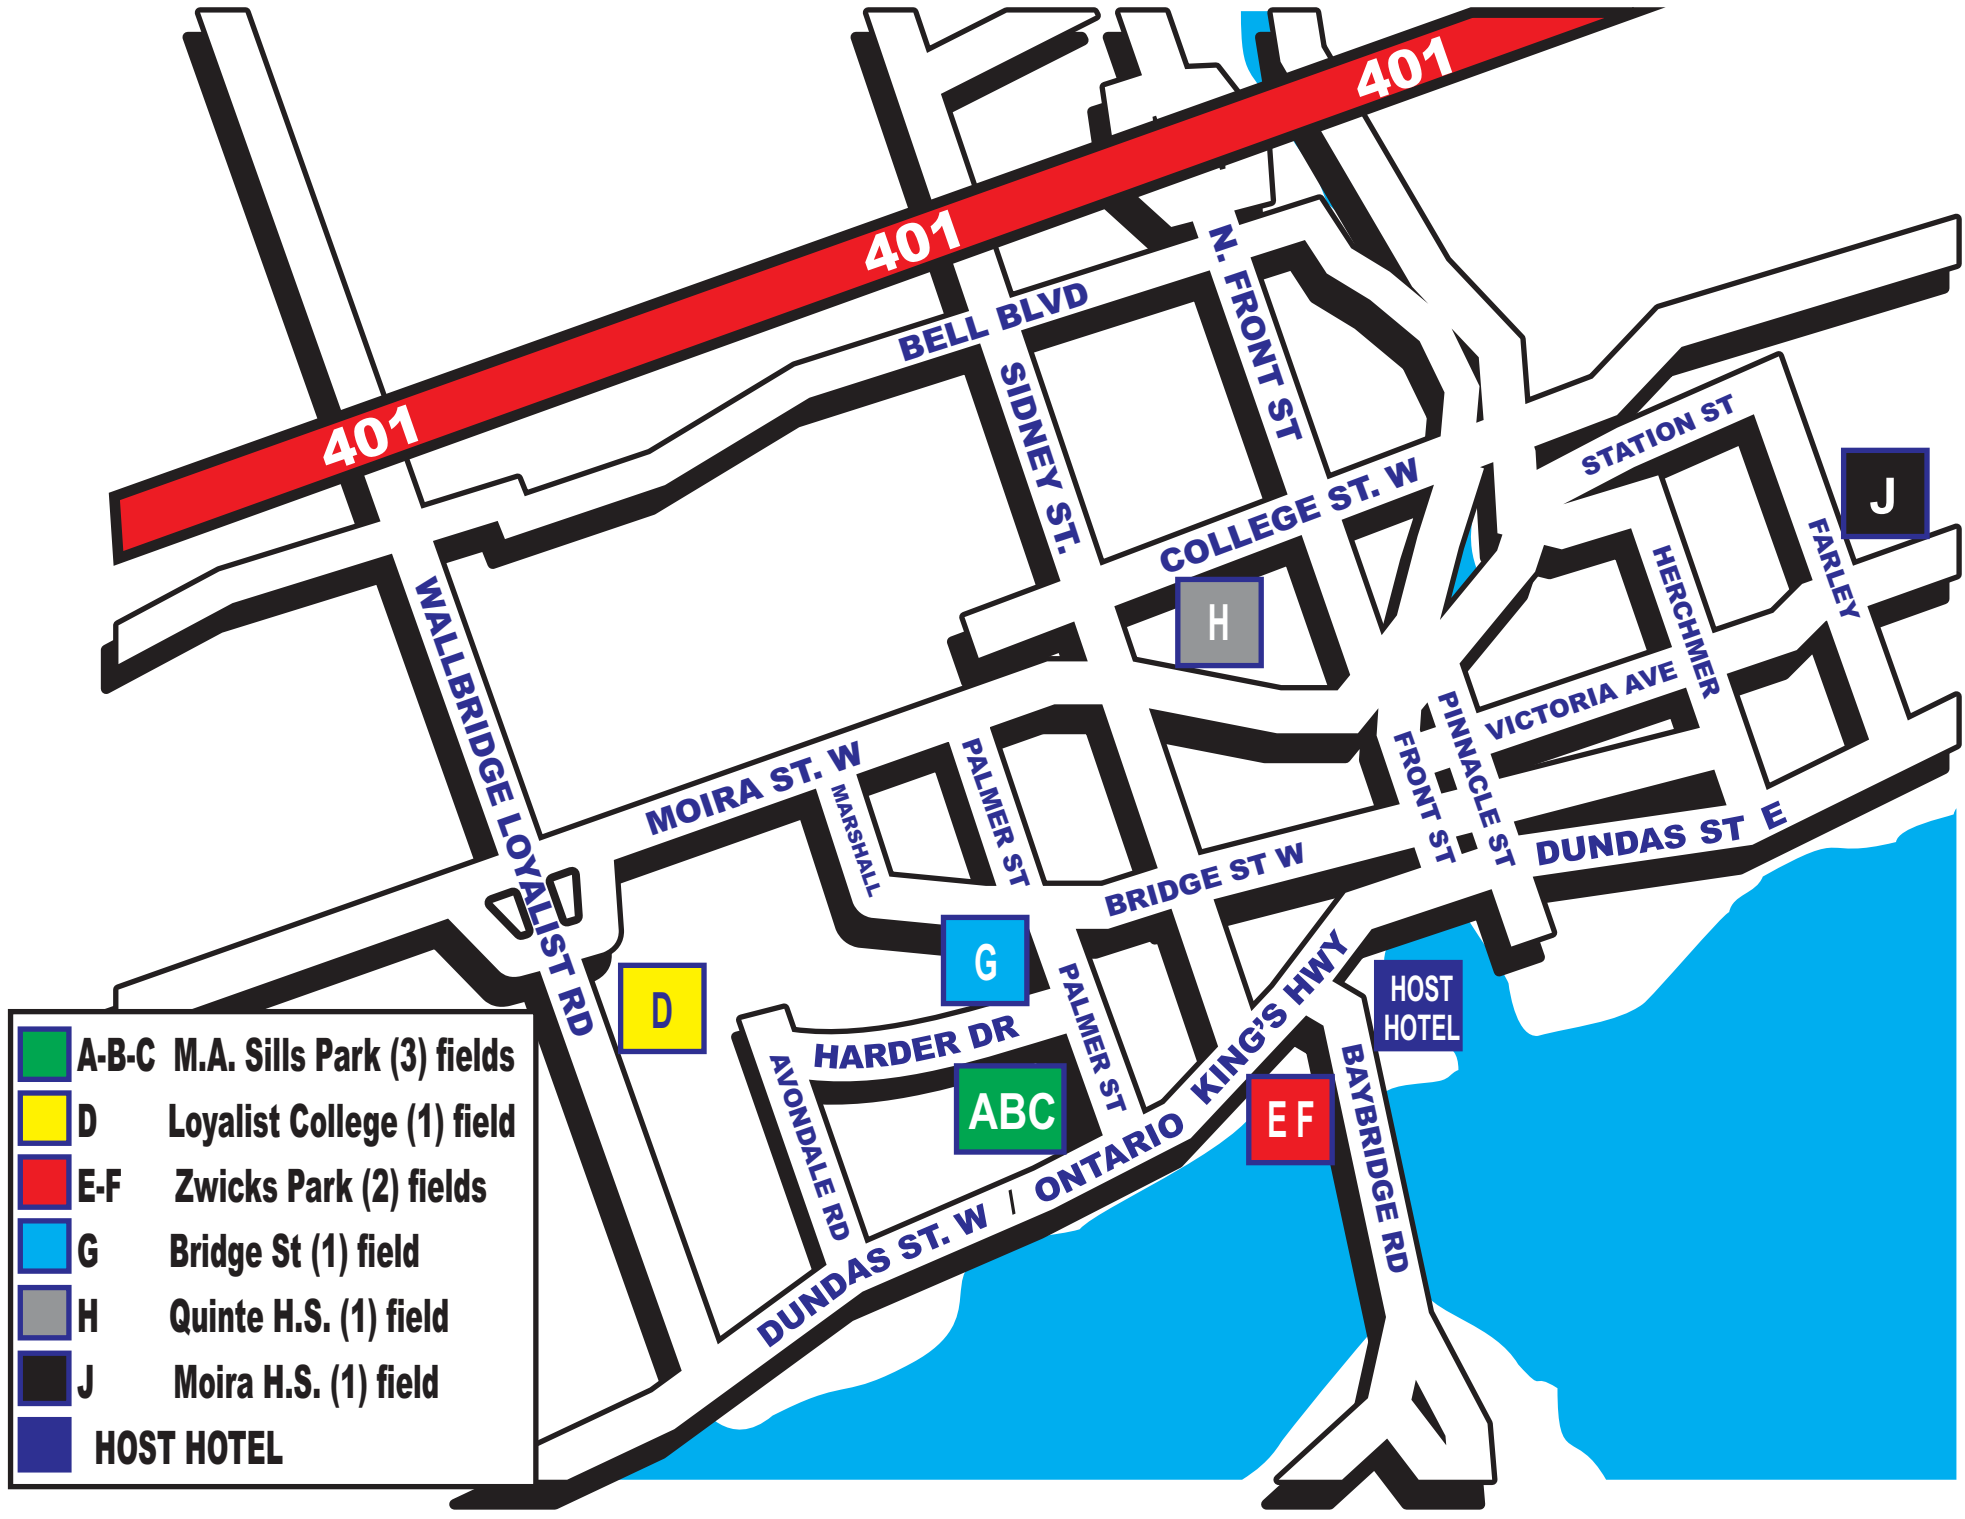 401
401
401
N. FRONT ST
BELL BLVD
SIDNEY ST.
COLLEGE ST. W
STATION ST
J
FARLEY
HERCHMER
H
WALLBRIDGE LOYALIST RD
VICTORIA AVE
PINNACLE ST
FRONT ST
MOIRA ST. W
MARSHALL
PALMER ST
DUNDAS ST E
BRIDGE ST W
G
D
HOST
HOTEL
PALMER ST
HARDER DR
AVONDALE RD
ABC
E F
BAYBRIDGE RD
DUNDAS ST. W / ONTARIO KING'S HWY
A-B-C M.A. Sills Park (3) fields
D Loyalist College (1) field
E-F Zwicks Park (2) fields
G Bridge St (1) field
H Quinte H.S. (1) field
J Moira H.S. (1) field
HOST HOTEL